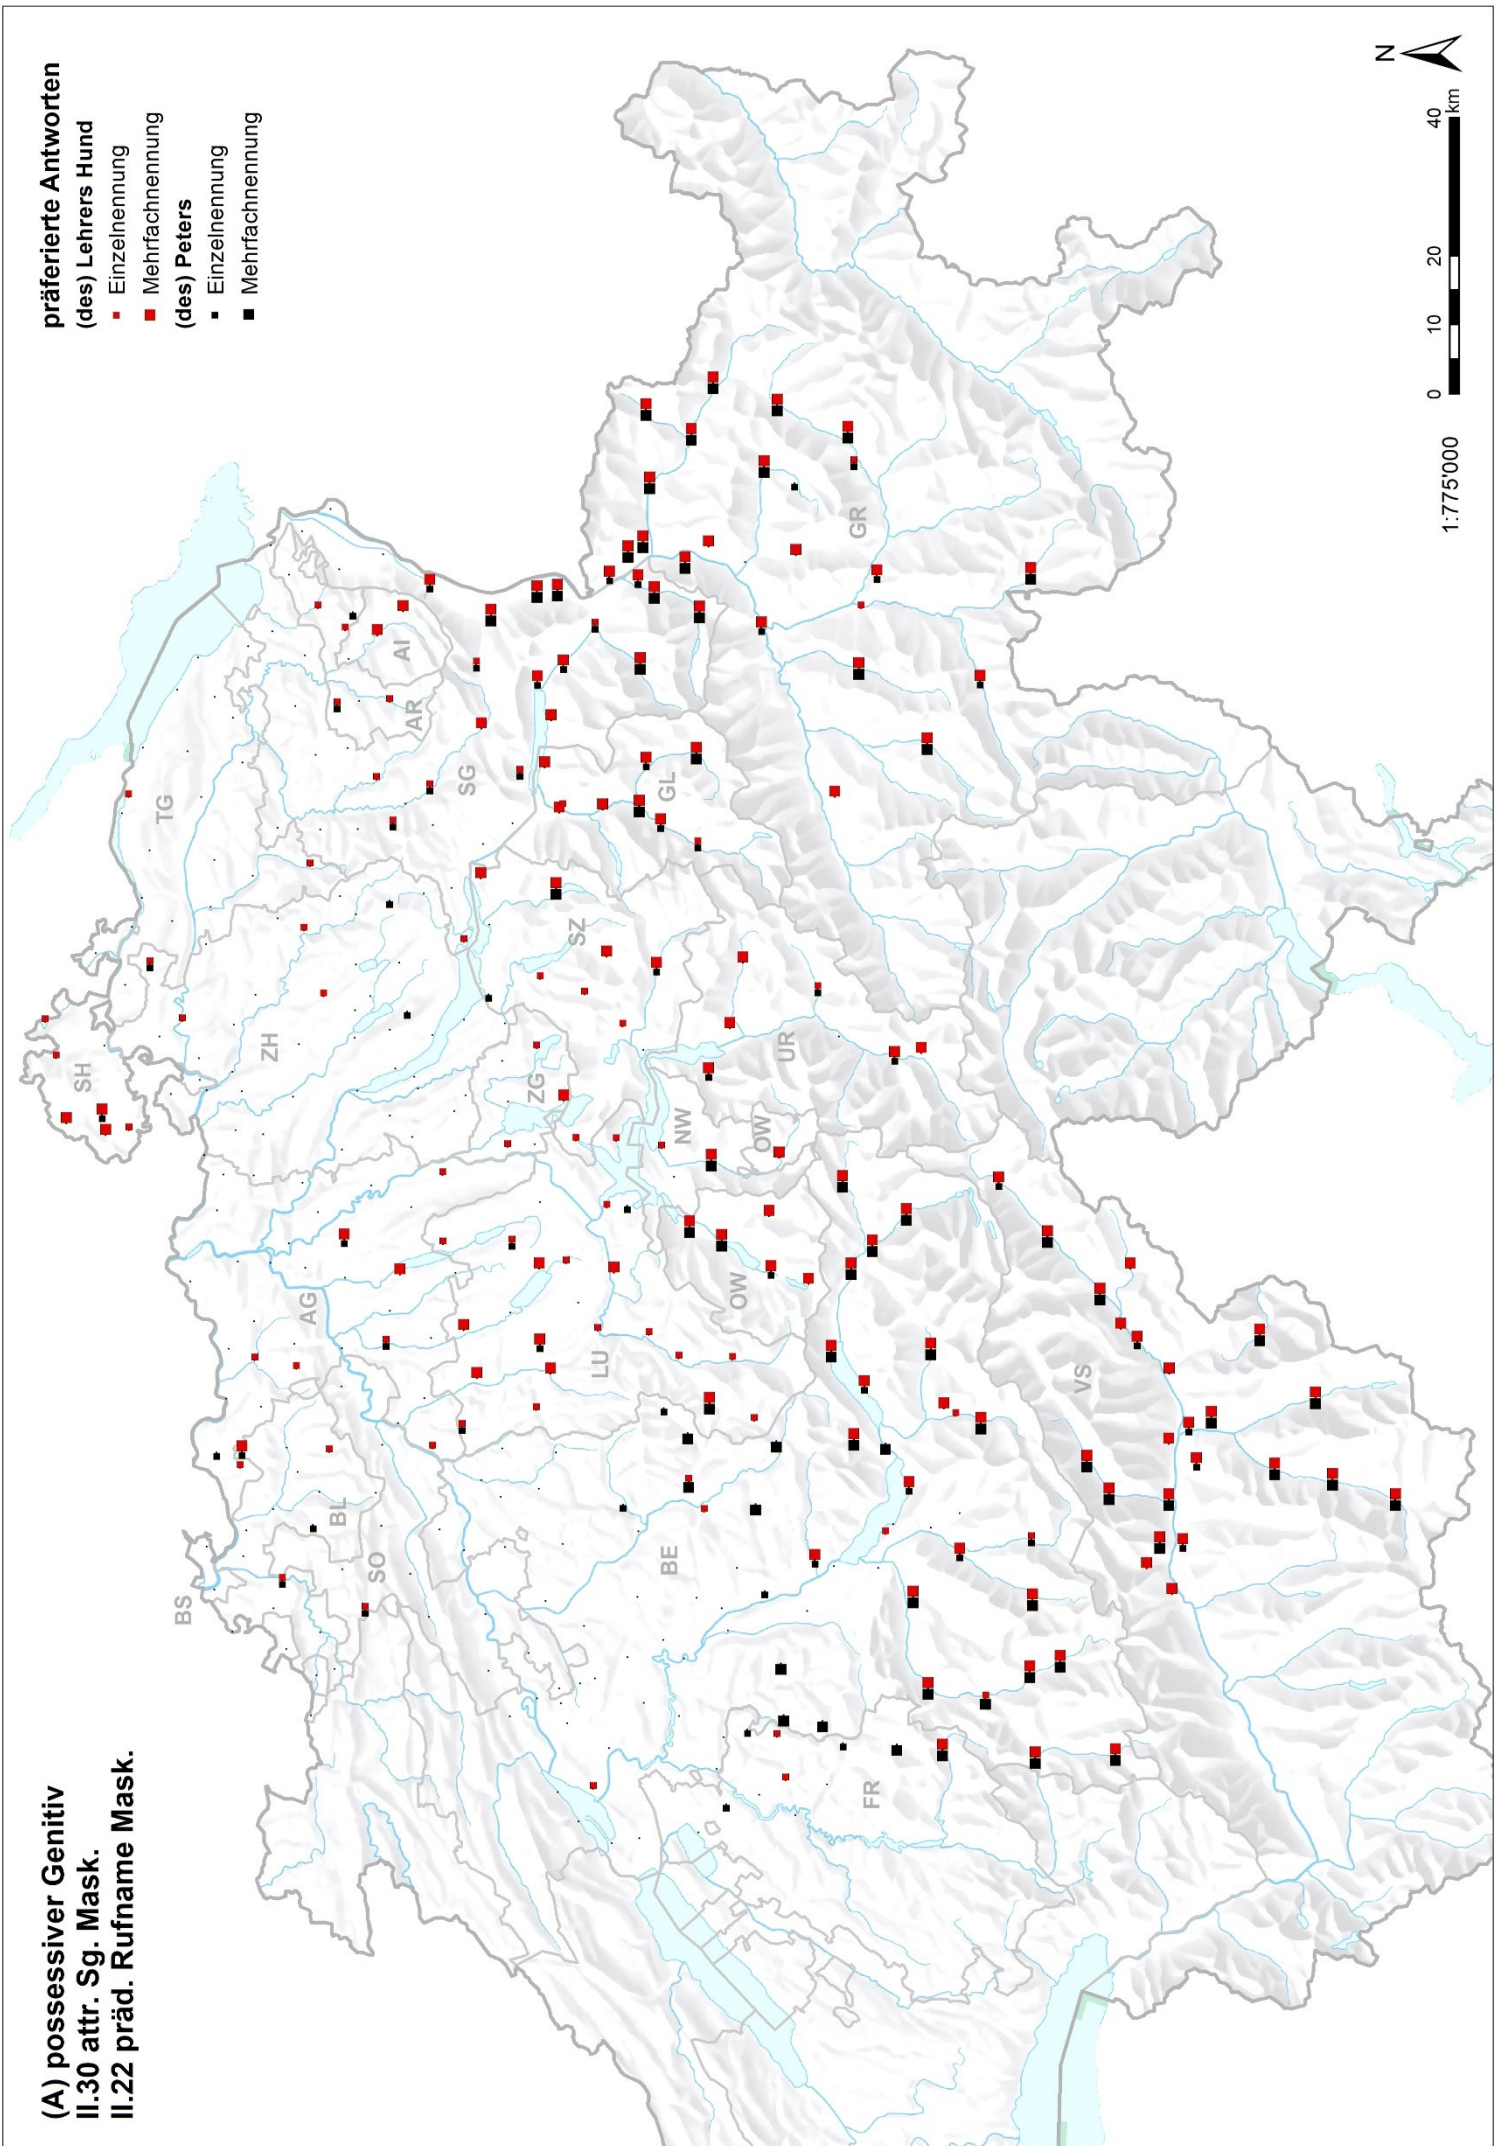 (A) possessiver Genitiv
II.30 attr. Sg. Mask.
II.22 präd. Rufname Mask.
präferierte Antworten
(des) Lehrers Hund
Einzelnennung
Mehrfachnennung
(des) Peters
Einzelnennung
Mehrfachnennung
BS
SH
TG
BL
AG
ZH
SO
AR
AI
SG
LU
ZG
SZ
BE
OW
NW
OW
UR
GL
GR
FR
VS
1:775'000
0 10 20 40
km
N